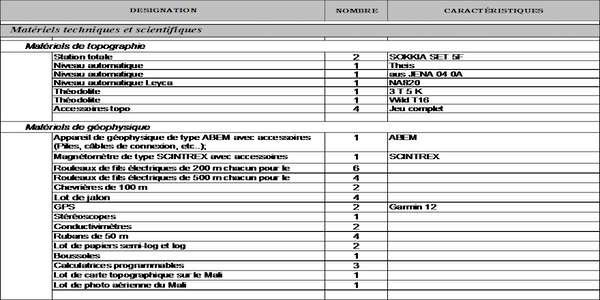 DESIGNATION NOMBRE CARACTÉRISTIQUES
Matériels techniques et scientifiques
Matériels de topographie
Station totale 2 SOKKIA SET 5F
Niveau automatique 1 Theis
Niveau automatique 1 aus JENA 04 0A
Niveau automatique Leyca 1 NA820
Théodolite 1 3 T 5 K
Théodolite 1 Wild T16
Accessoires topo 4 Jeu complet
Matériels de géophysique
Appareil de géophysique de type ABEM avec accessoires 1 ABEM
(Piles, câbles de connexion, etc..);
Magnétomètre de type SCINTREX avec accessoires 1 SCINTREX
Rouleaux de fils électriques de 200 m chacun pour le 6
Rouleaux de fils électriques de 500 m chacun pour le 4
Chevrières de 100 m 2
Lot de jalon 4
GPS 2 Garmin 12
Stéréoscopes 1
Conductivimètres 2
Rubans de 50 m 4
Lot de papiers semi-log et log 2
Boussoles 1
Calculatrices programmables 3
Lot de carte topographique sur le Mali 1
Lot de photo aérienne du Mali 1